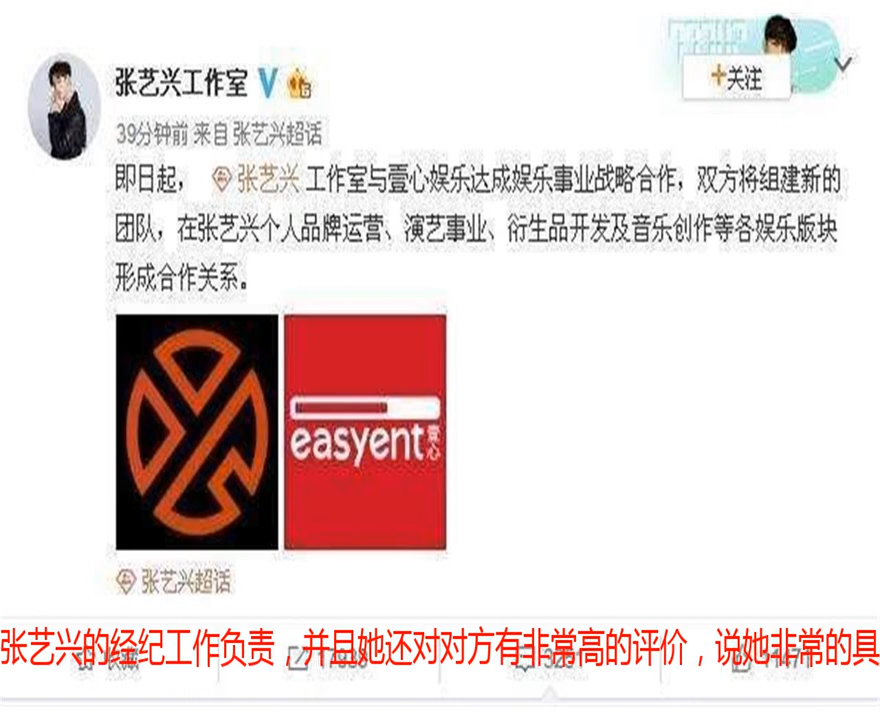 张艺兴工作室
+关注
39分钟前 来自 张艺兴超话
即日起， 张艺兴 工作室与壹心娱乐达成娱乐事业战略合作，双方将组建新的
团队，在张艺兴个人品牌运营、演艺事业、衍生品开发及音乐创作等各娱乐版块
形成合作关系。
easyent 壹心
张艺兴超话
张艺兴的经纪工作负责，并且她还对对方有非常高的评价，说她非常的具